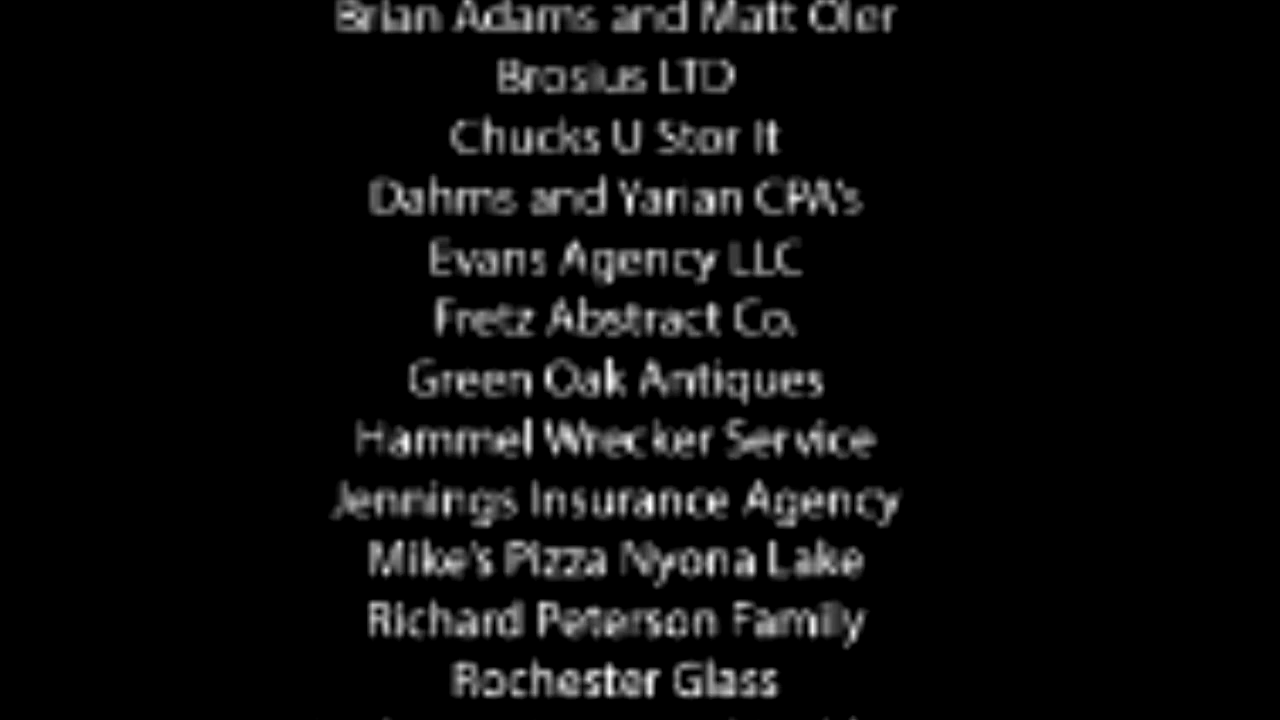 Brian Adams and Matt Oler
Brosius LTD
Chucks U Stor It
Dahms and Yarian CPA's
Evans Agency LLC
Fretz Abstract Co.
Green Oak Antiques
Hammel Wrecker Service
Jennings Insurance Agency
Mike's Pizza Nyona Lake
Richard Peterson Family
Rochester Glass